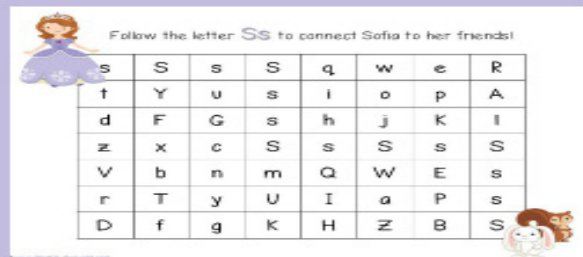 Follow the letter Ss to connect Sofia to her friends!
s S s S q w e R
t Y u s i o p A
d F G s h j K l
z x c S s S s S
V b n m Q W E s
r T y U I a P s
D f g K H Z B S